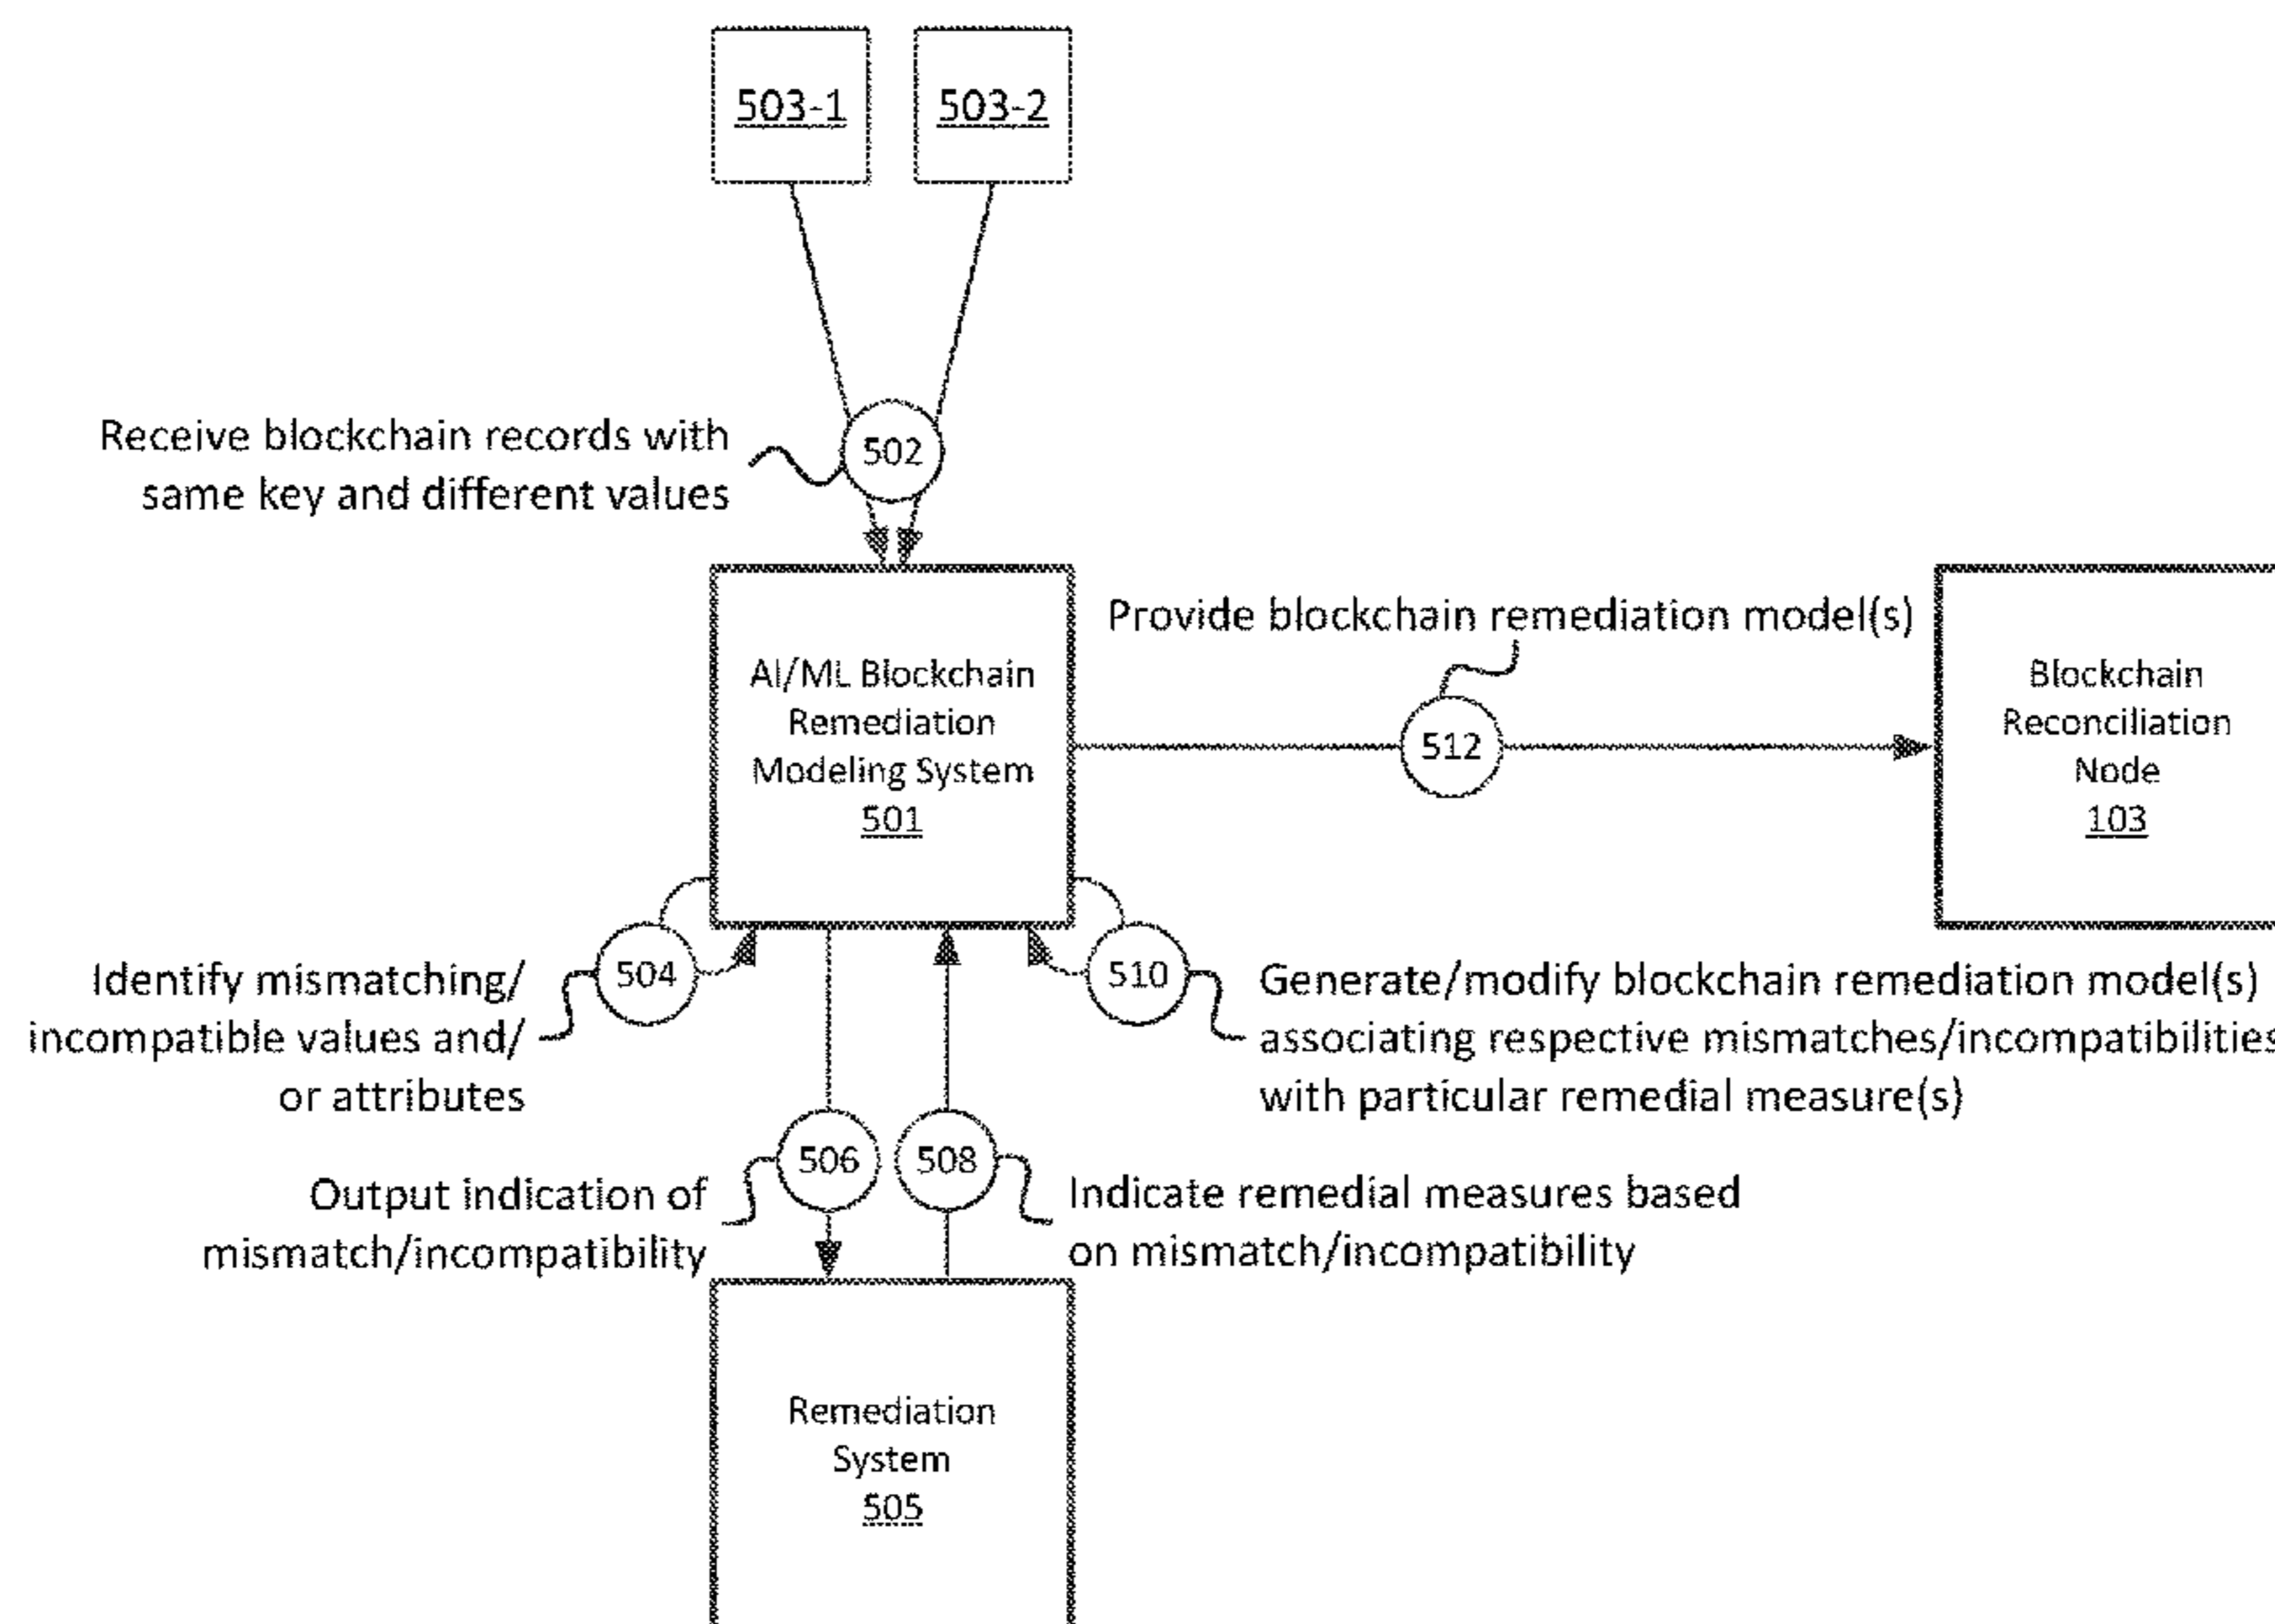 503-1
503-2
Receive blockchain records with
same key and different values
502
AI/ML Blockchain
Remediation
Modeling System
501
Provide blockchain remediation model(s)
512
Blockchain
Reconciliation
Node
103
Identify mismatching/
incompatible values and/
or attributes
504
510
Generate/modify blockchain remediation model(s)
associating respective mismatches/incompatibilities
with particular remedial measure(s)
Output indication of
mismatch/incompatibility
506
508
Indicate remedial measures based
on mismatch/incompatibility
Remediation
System
505